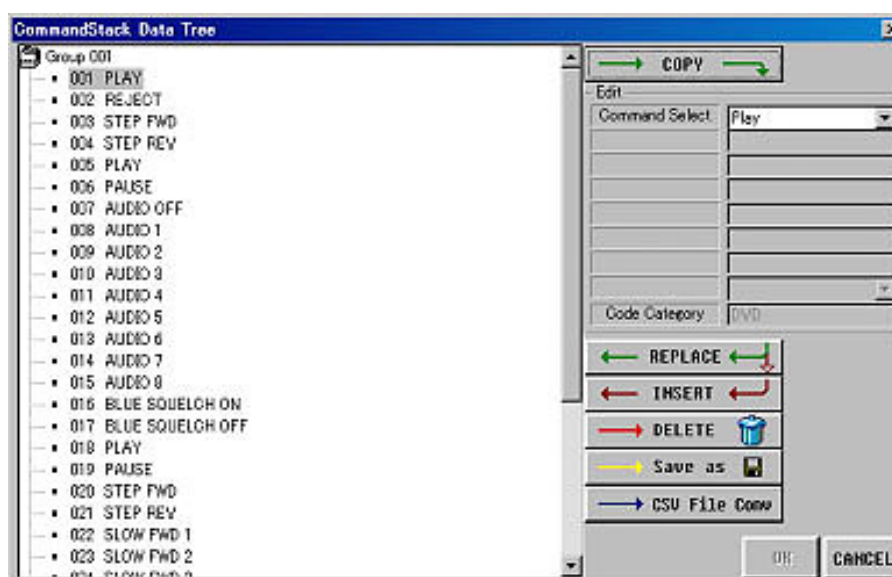 CommandStack Data Tree
Group 001
001 PLAY
002 REJECT
003 STEP FWD
004 STEP REV
005 PLAY
006 PAUSE
007 AUDIO OFF
008 AUDIO 1
009 AUDIO 2
010 AUDIO 3
011 AUDIO 4
012 AUDIO 5
013 AUDIO 6
014 AUDIO 7
015 AUDIO 8
016 BLUE SQUELCH ON
017 BLUE SQUELCH OFF
018 PLAY
019 PAUSE
020 STEP FWD
021 STEP REV
022 SLOW FWD 1
023 SLOW FWD 2
COPY
Edit
Command Select Play
Code Category DVD
REPLACE
INSERT
DELETE
Save as
CSV File Conv
OK CANCEL